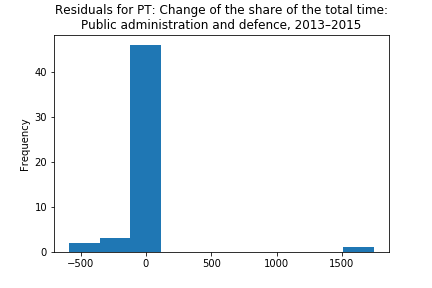 Residuals for PT: Change of the share of the total time:
Public administration and defence, 2013–2015
Frequency
40
30
20
10
0
−500 0 500 1000 1500